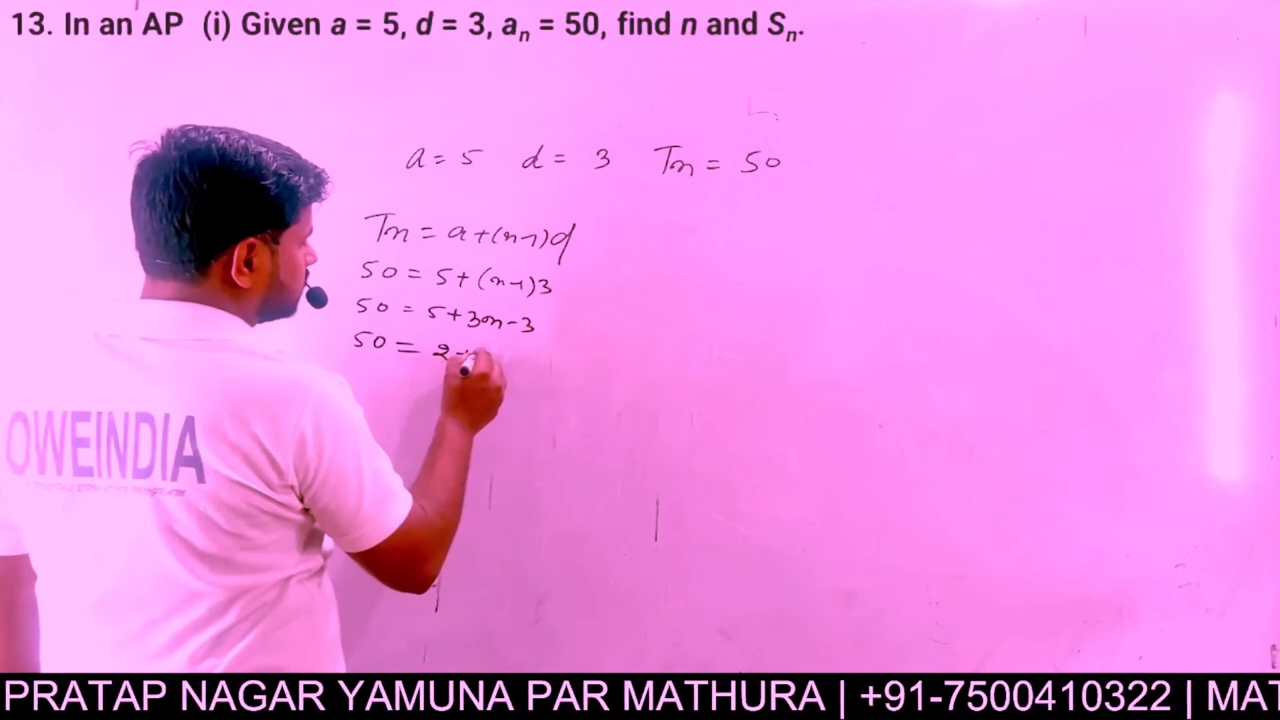 13. In an AP (i) Given a = 5, d = 3, aₙ = 50, find n and Sₙ.
a = 5 d = 3 Tn = 50
Tn = a+(n-1)d
50 = 5+(n-1)3
50 = 5+3n-3
50 = 2+
OWEINDIA
PRATAP NAGAR YAMUNA PAR MATHURA | +91-7500410322 | MAT